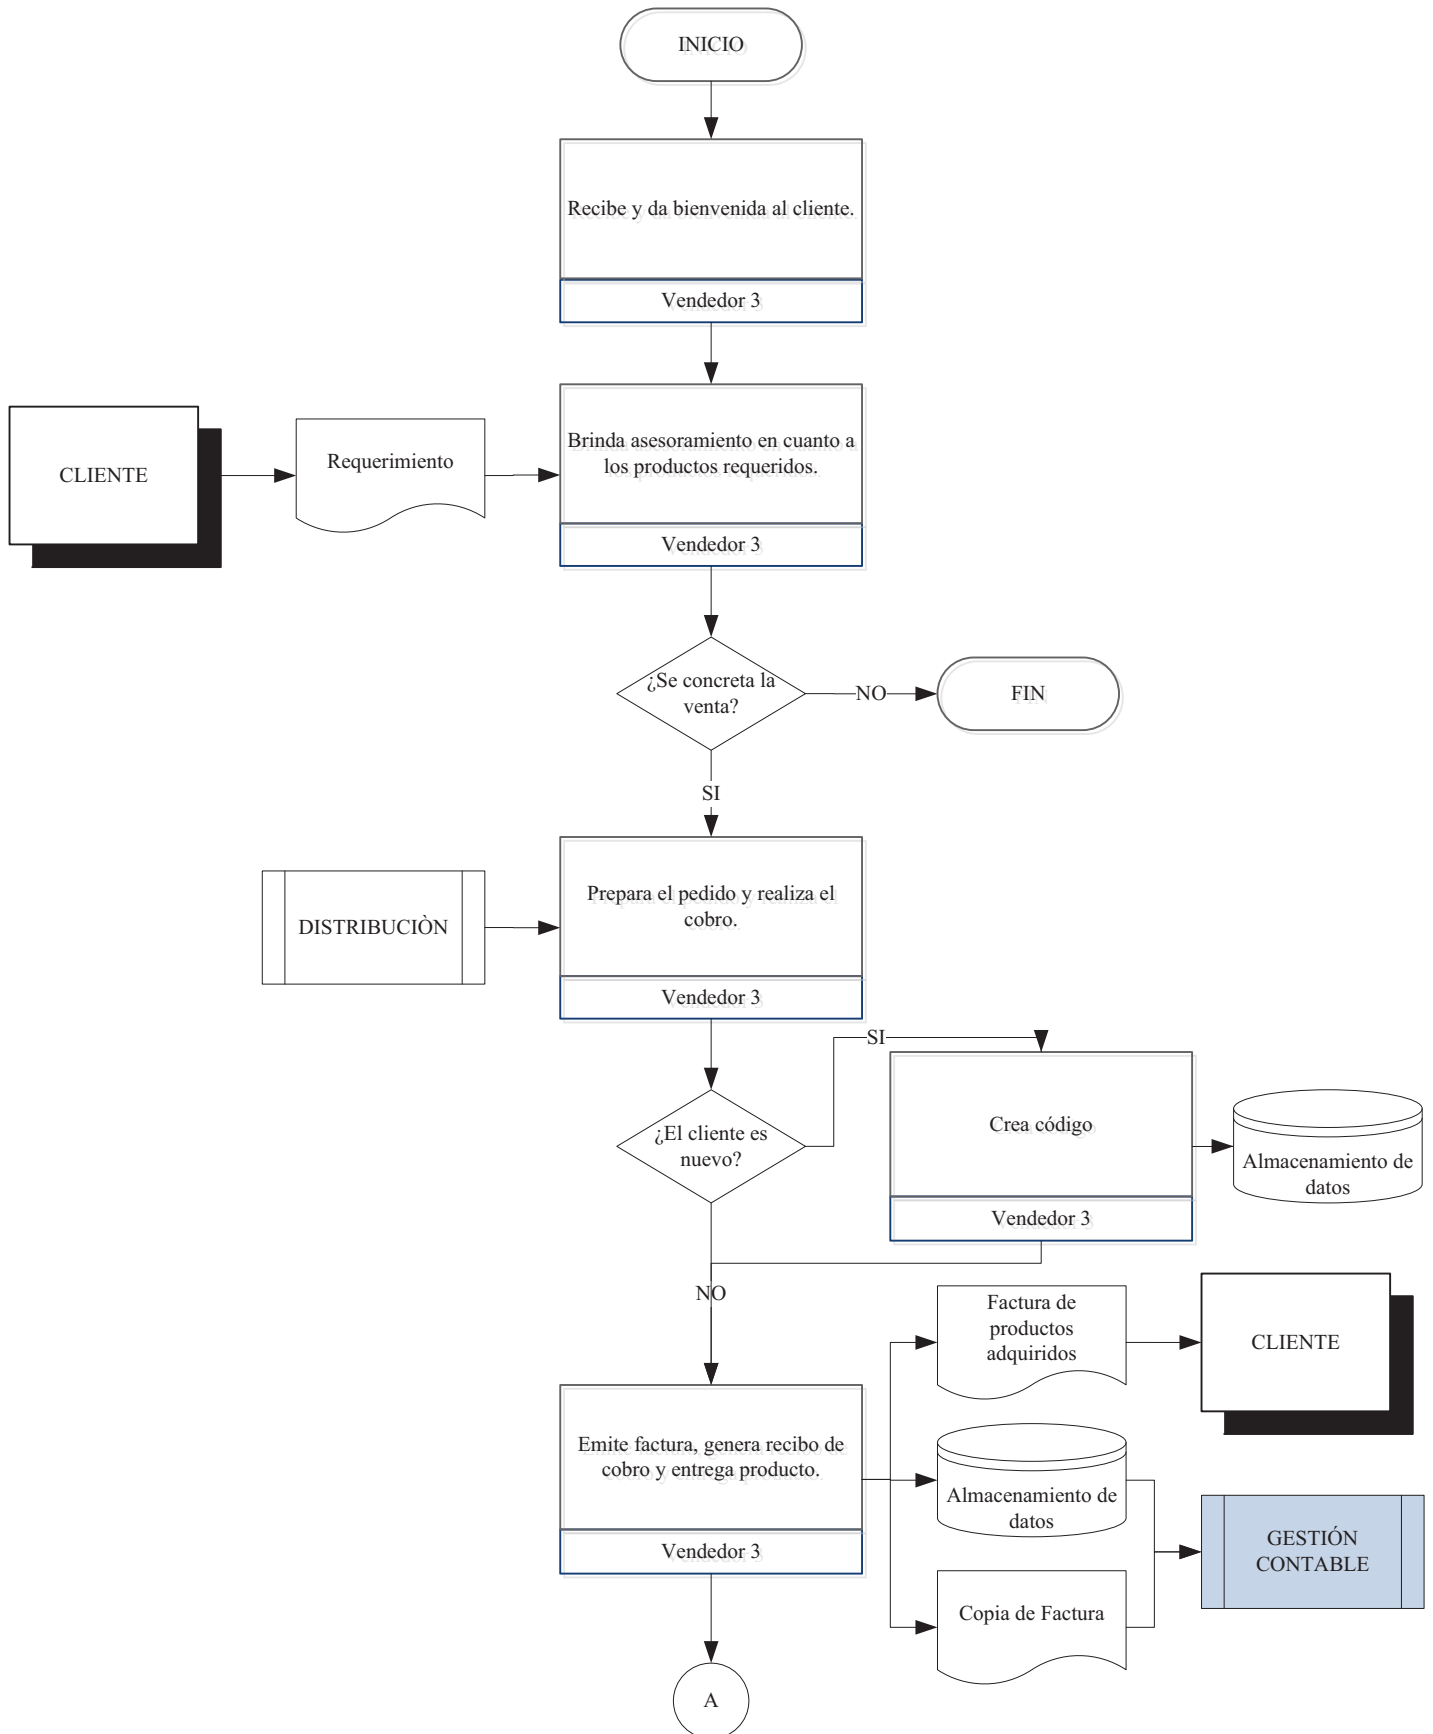 INICIO
Recibe y da bienvenida al cliente.
Vendedor 3
CLIENTE
Requerimiento
Brinda asesoramiento en cuanto a
los productos requeridos.
Vendedor 3
¿Se concreta la
venta?
NO
FIN
SI
DISTRIBUCIÒN
Prepara el pedido y realiza el
cobro.
Vendedor 3
SI
¿El cliente es
nuevo?
Crea código
Vendedor 3
Almacenamiento de
datos
NO
Factura de
productos
adquiridos
CLIENTE
Emite factura, genera recibo de
cobro y entrega producto.
Vendedor 3
Almacenamiento de
datos
GESTIÓN
CONTABLE
Copia de Factura
A